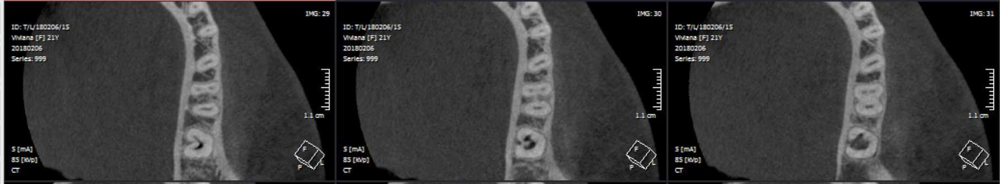 IMG: 29
ID: T/L/180206/15
Viviana [F] 21Y
20180206
Series: 999
1.1 cm
5 [mA]
85 [kVp]
CT
F
P
L
IMG: 30
ID: T/L/180206/15
Viviana [F] 21Y
20180206
Series: 999
1.1 cm
5 [mA]
85 [kVp]
CT
F
P
L
IMG: 31
ID: T/L/180206/15
Viviana [F] 21Y
20180206
Series: 999
1.1 cm
5 [mA]
85 [kVp]
CT
F
P
L